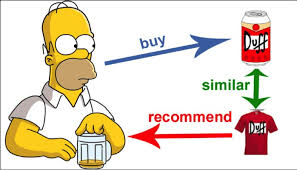 buy
Duff
similar
recommend
Duff